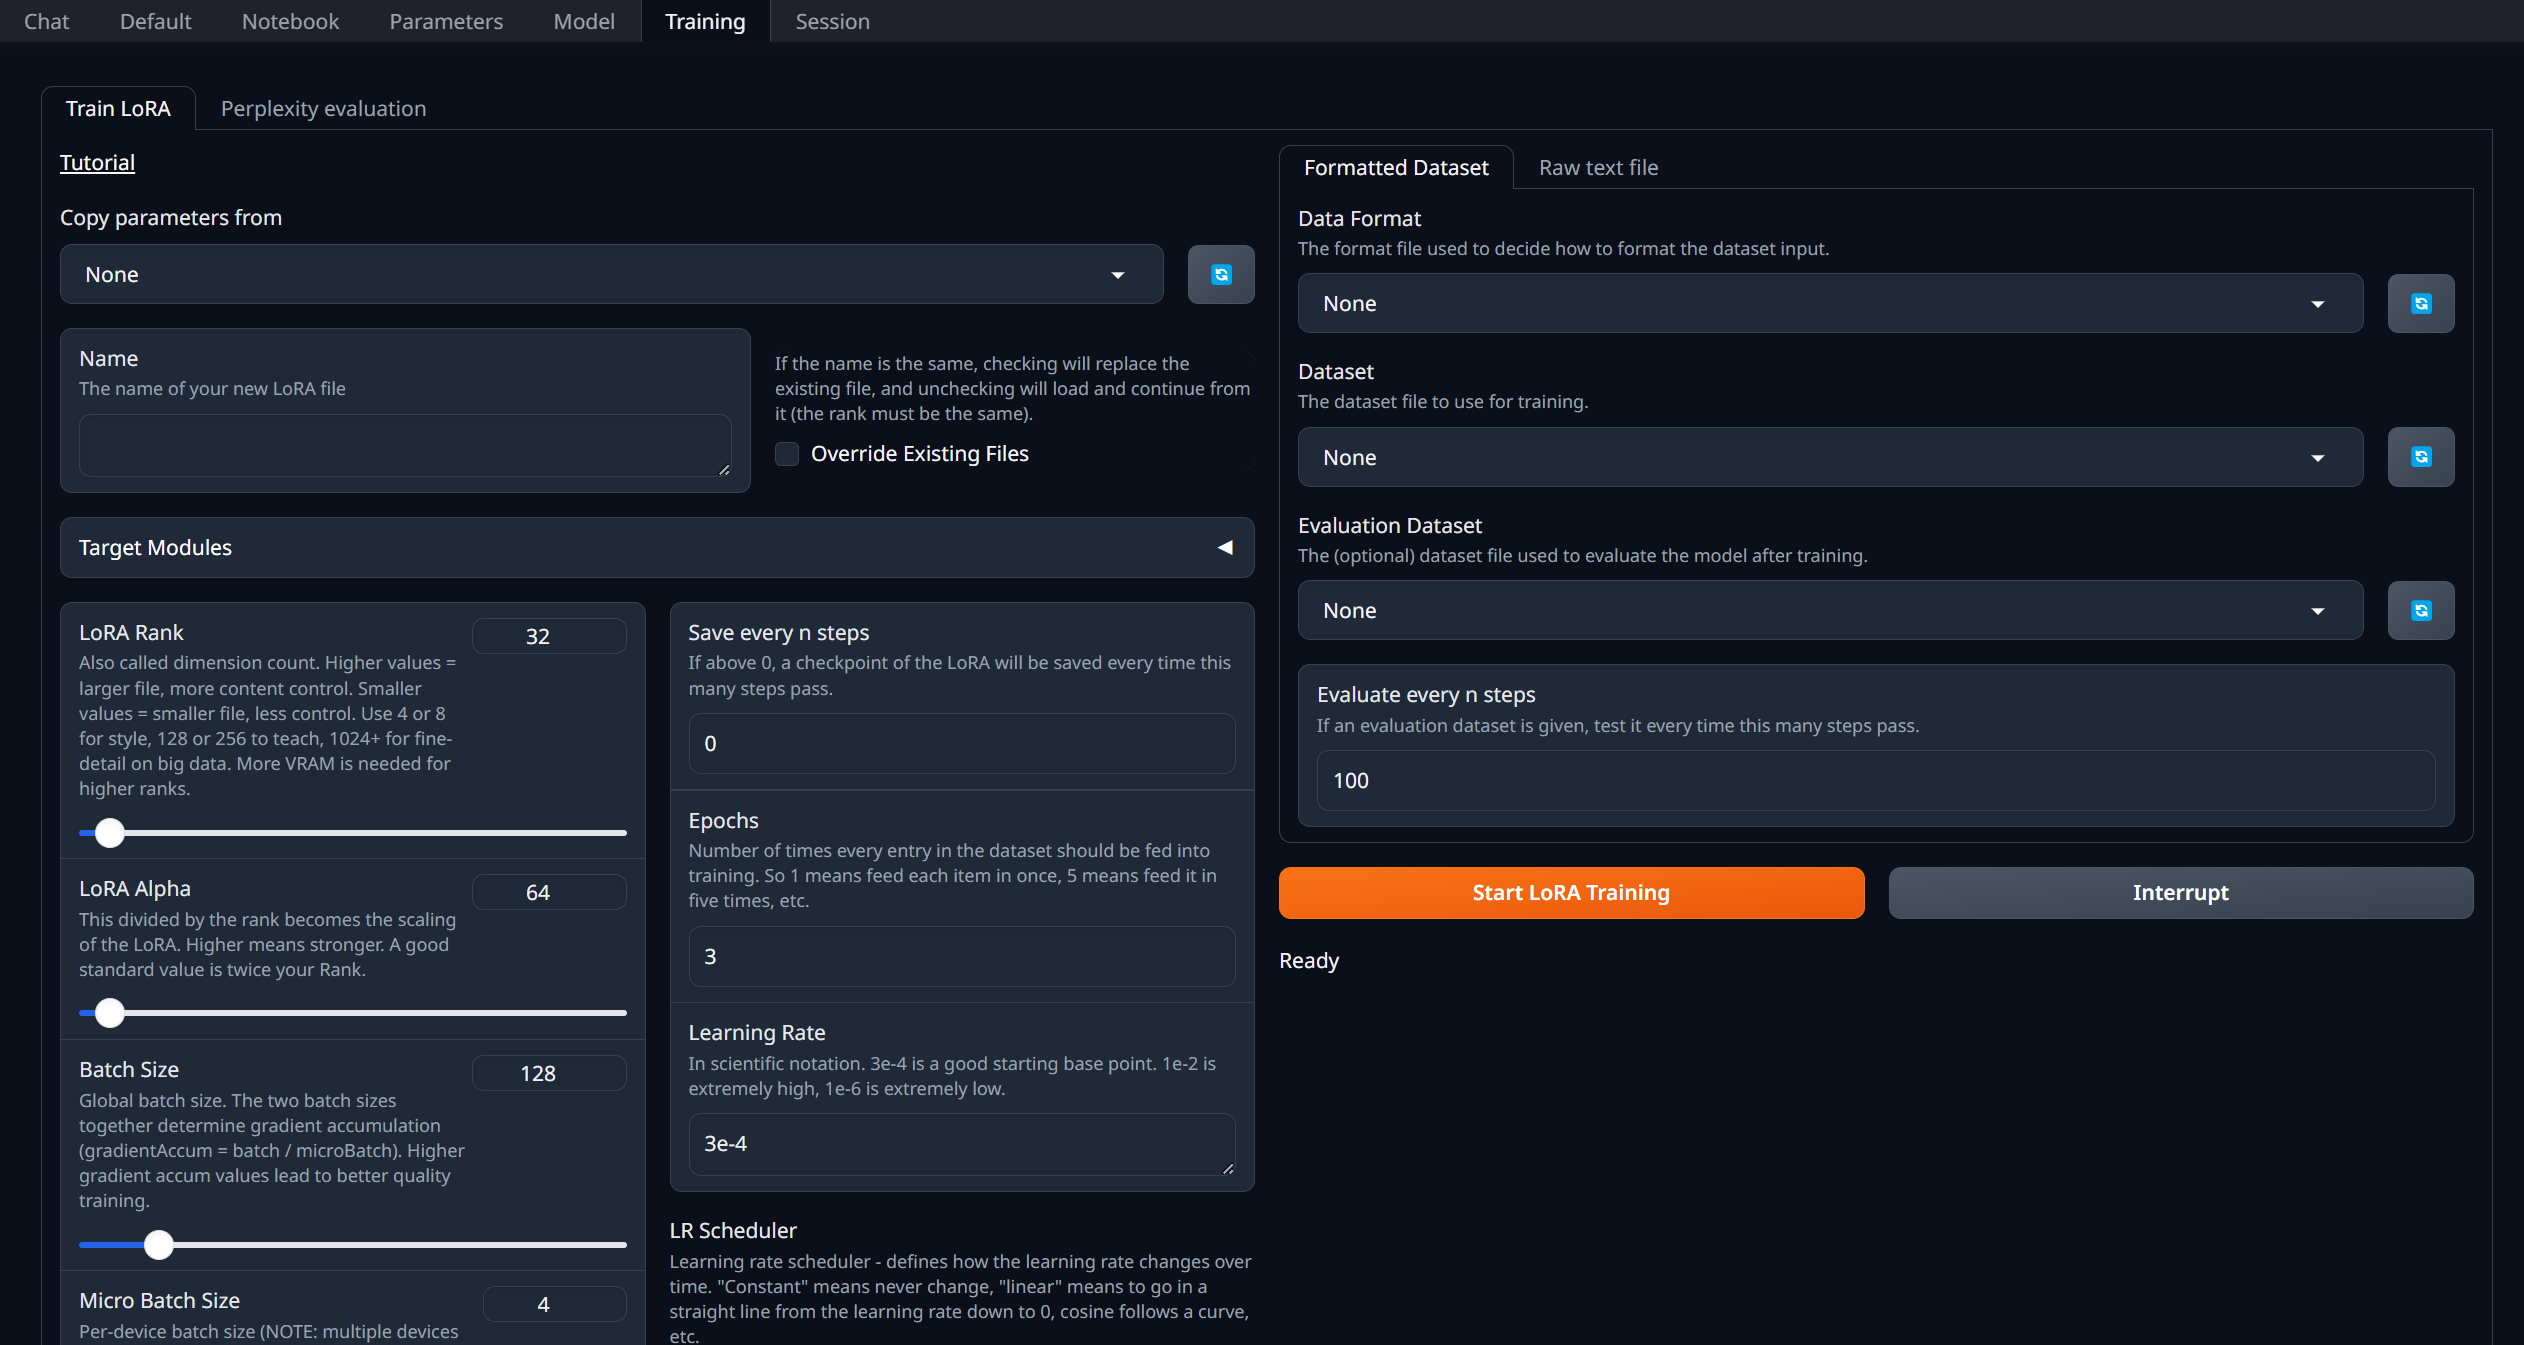 Chat Default Notebook Parameters Model Training Session
Train LoRA Perplexity evaluation
Tutorial
Copy parameters from
None
Name
The name of your new LoRA file
If the name is the same, checking will replace the
existing file, and unchecking will load and continue from
it (the rank must be the same).
Override Existing Files
Target Modules
LoRA Rank
32
Also called dimension count. Higher values =
larger file, more content control. Smaller
values = smaller file, less control. Use 4 or 8
for style, 128 or 256 to teach, 1024+ for fine-
detail on big data. More VRAM is needed for
higher ranks.
LoRA Alpha
64
This divided by the rank becomes the scaling
of the LoRA. Higher means stronger. A good
standard value is twice your Rank.
Batch Size
128
Global batch size. The two batch sizes
together determine gradient accumulation
(gradientAccum = batch / microBatch). Higher
gradient accum values lead to better quality
training.
Micro Batch Size
4
Per-device batch size (NOTE: multiple devices
Save every n steps
If above 0, a checkpoint of the LoRA will be saved every time this
many steps pass.
0
Epochs
Number of times every entry in the dataset should be fed into
training. So 1 means feed each item in once, 5 means feed it in
five times, etc.
3
Learning Rate
In scientific notation. 3e-4 is a good starting base point. 1e-2 is
extremely high, 1e-6 is extremely low.
3e-4
LR Scheduler
Learning rate scheduler - defines how the learning rate changes over
time. "Constant" means never change, "linear" means to go in a
straight line from the learning rate down to 0, cosine follows a curve,
etc.
Formatted Dataset Raw text file
Data Format
The format file used to decide how to format the dataset input.
None
Dataset
The dataset file to use for training.
None
Evaluation Dataset
The (optional) dataset file used to evaluate the model after training.
None
Evaluate every n steps
If an evaluation dataset is given, test it every time this many steps pass.
100
Start LoRA Training
Interrupt
Ready